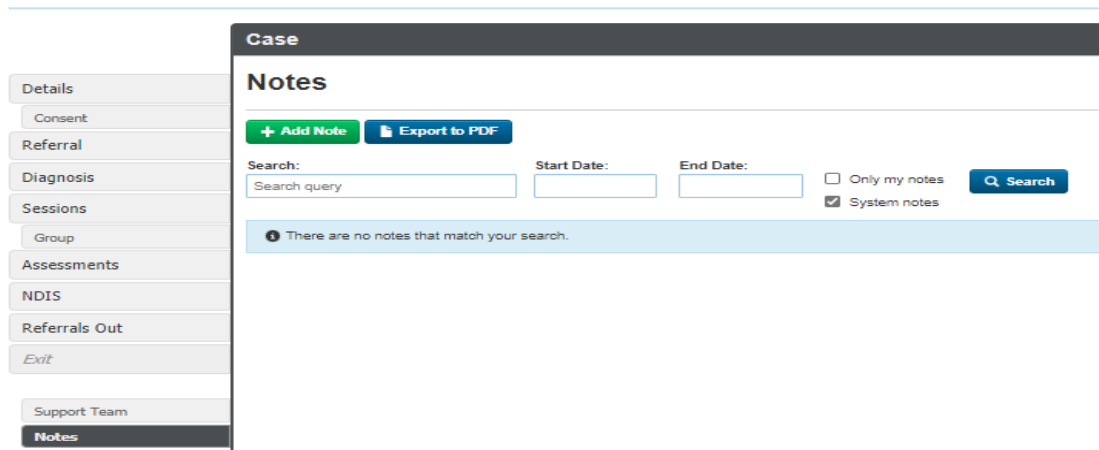 Case
Details
Consent
Referral
Diagnosis
Sessions
Group
Assessments
NDIS
Referrals Out
Exit
Support Team
Notes
Notes
Add Note
Export to PDF
Search:
Start Date:
End Date:
Search query
Only my notes
System notes
Search
There are no notes that match your search.